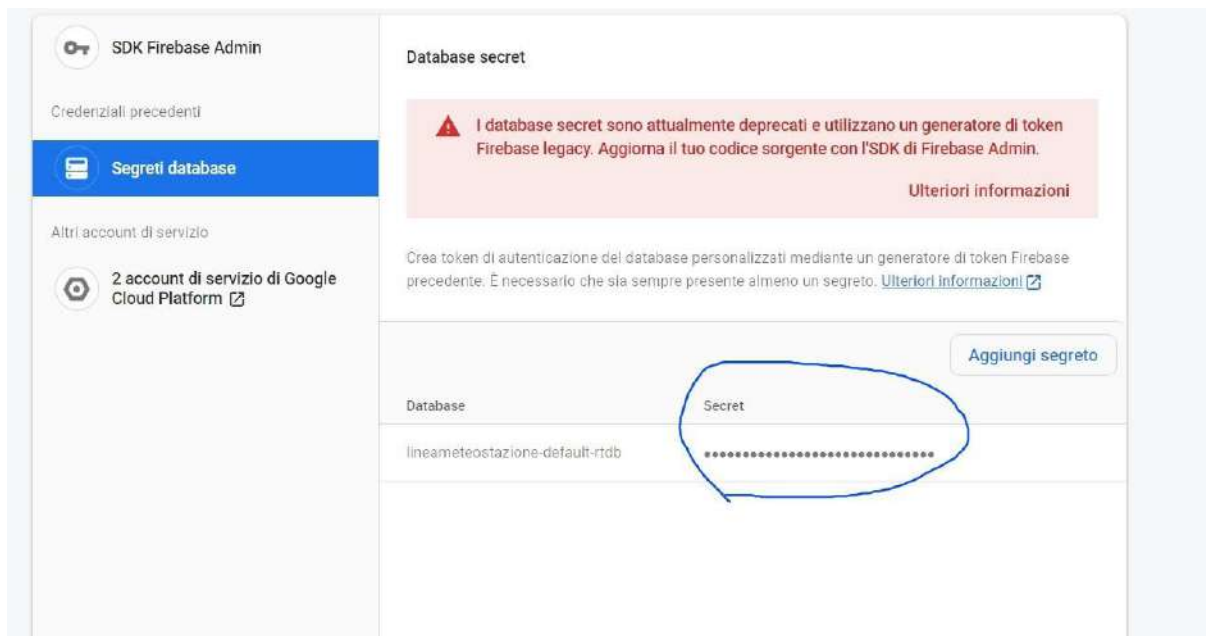 SDK Firebase Admin
Credenziali precedenti
Segreti database
Altri account di servizio
2 account di servizio di Google
Cloud Platform
Database secret
I database secret sono attualmente deprecati e utilizzano un generatore di token
Firebase legacy. Aggiorna il tuo codice sorgente con l'SDK di Firebase Admin.
Ulteriori informazioni
Crea token di autenticazione del database personalizzati mediante un generatore di token Firebase
precedente. È necessario che sia sempre presente almeno un segreto. Ulteriori informazioni
Aggiungi segreto
Database Secret
lineameteostazione-default-rtdb ••••••••••••••••••••••••••••••